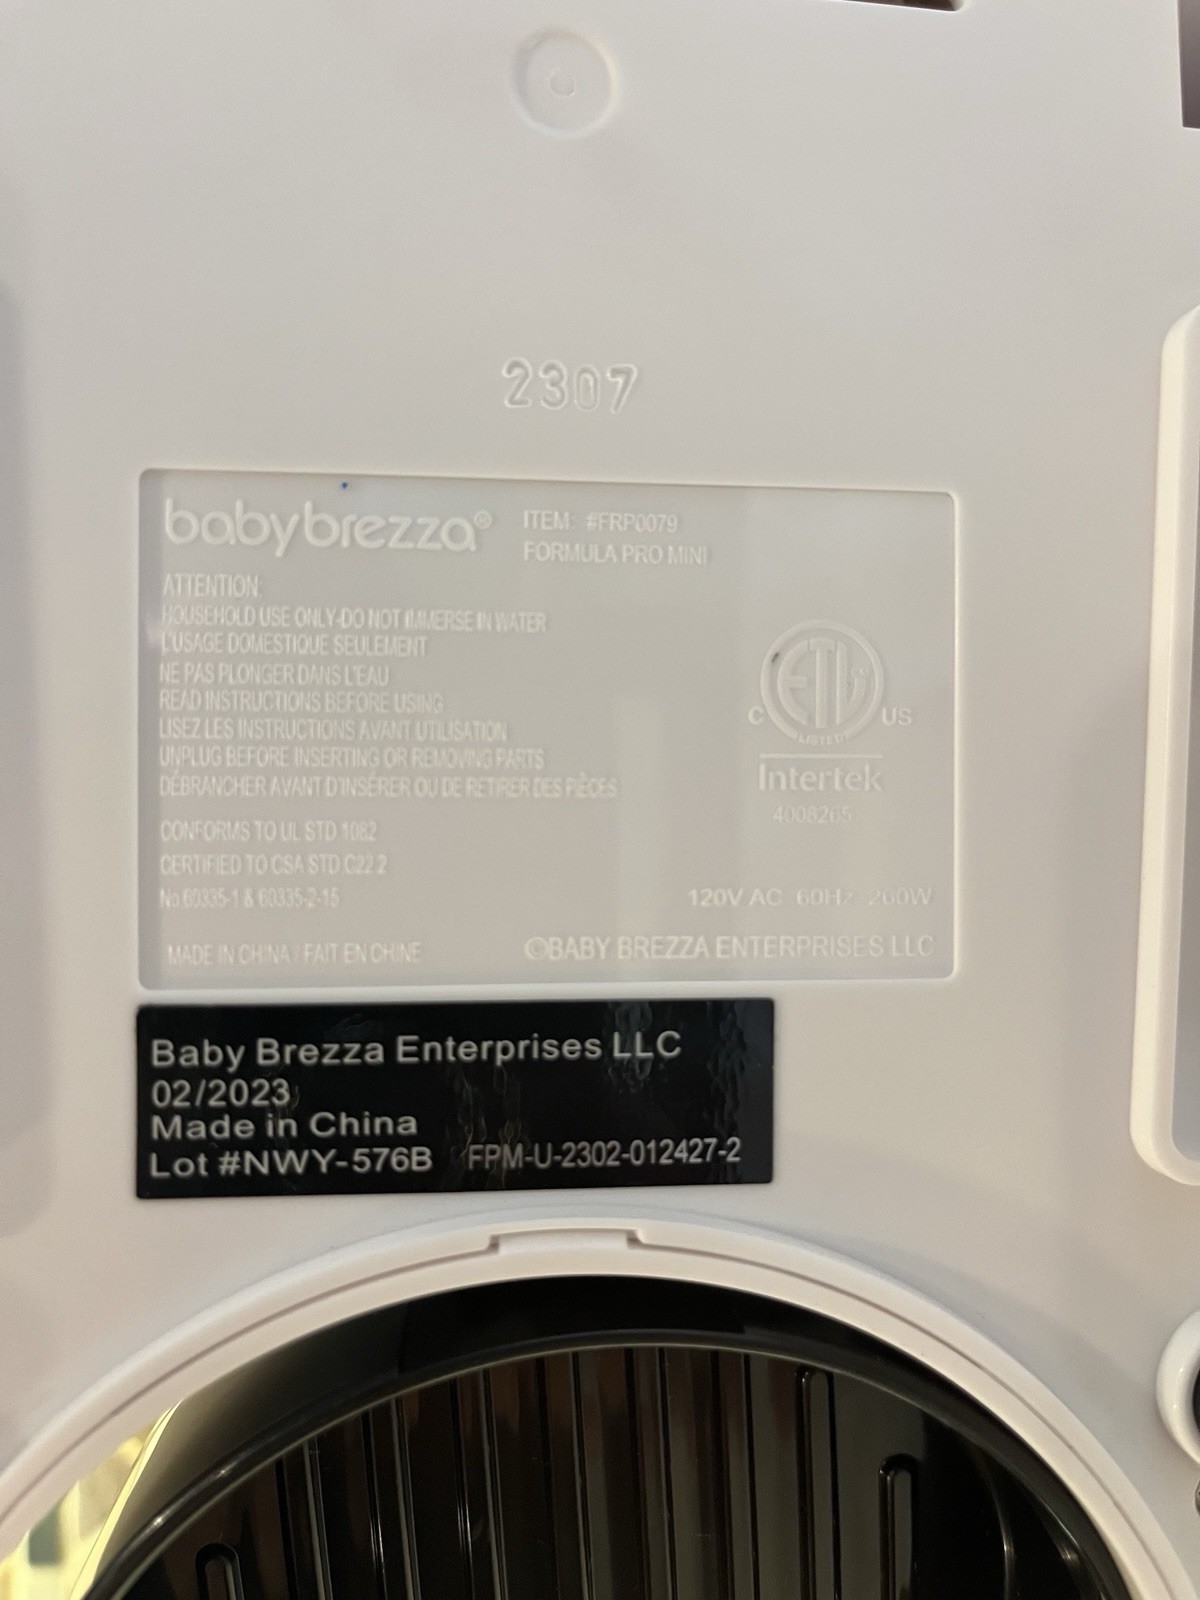 2307
babybrezza®
ITEM: #FRP0079
FORMULA PRO MINI
ATTENTION:
HOUSEHOLD USE ONLY-DO NOT IMMERSE IN WATER
L'USAGE DOMESTIQUE SEULEMENT
NE PAS PLONGER DANS L'EAU
READ INSTRUCTIONS BEFORE USING
LISEZ LES INSTRUCTIONS AVANT UTILISATION
UNPLUG BEFORE INSERTING OR REMOVING PARTS
DÉBRANCHER AVANT D'INSÉRER OU DE RETIRER DES PIÈCES
CONFORMS TO UL STD 1082
CERTIFIED TO CSA STD.C22.2
No.60335-1 & 60335-2-15
MADE IN CHINA / FAIT EN CHINE
ETL
C US
LISTED
Intertek
4008265
120V AC 60Hz 260W
©BABY BREZZA ENTERPRISES LLC
Baby Brezza Enterprises LLC
02/2023
Made in China
Lot #NWY-576B FPM-U-2302-012427-2